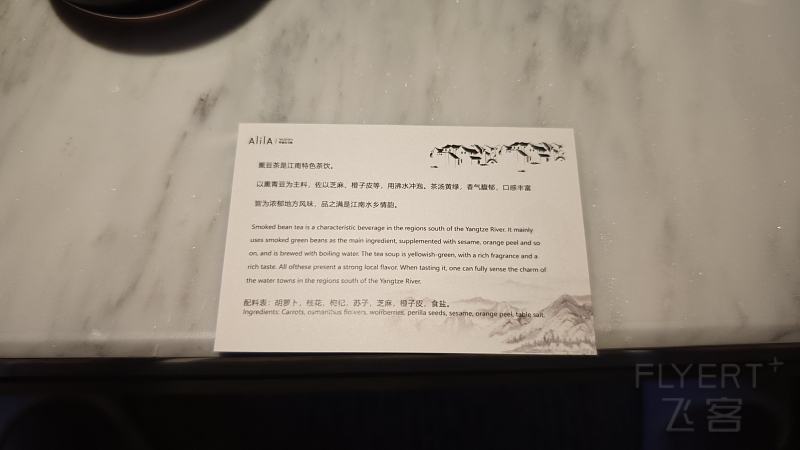 AlilA
熏豆茶是江南特色茶饮。
以熏青豆为主料，佐以芝麻、橙子皮等，用沸水冲泡。茶汤黄绿，香气馥郁，口感丰富
皆为浓郁地方风味，品之满是江南水乡情韵。
Smoked bean tea is a characteristic beverage in the regions south of the Yangtze River. It mainly
uses smoked green beans as the main ingredient, supplemented with sesame, orange peel and so
on, and is brewed with boiling water. The tea soup is yellowish-green, with a rich fragrance and a
rich taste. All ofthese present a strong local flavor. When tasting it, one can fully sense the charm of
the water towns in the regions south of the Yangtze River.
配料表：胡萝卜、桂花、枸杞、苏子、芝麻、橙子皮、食盐。
Ingredients: Carrots, osmanthus flowers, wolfberries, perilla seeds, sesame, orange peel, table salt.
FLYERT+
飞客